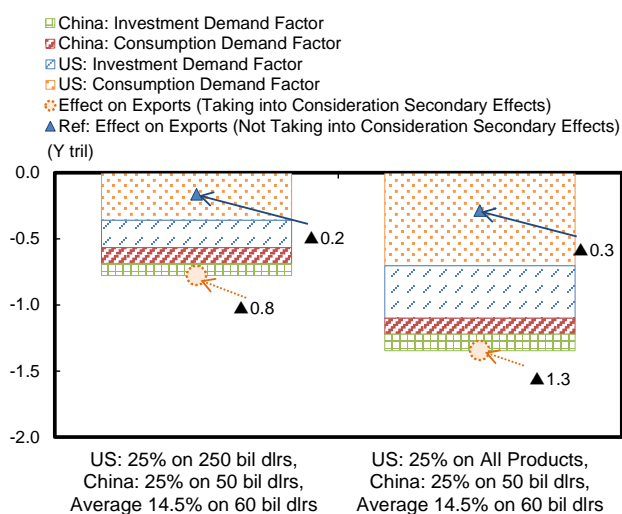 China: Investment Demand Factor
China: Consumption Demand Factor
US: Investment Demand Factor
US: Consumption Demand Factor
Effect on Exports (Taking into Consideration Secondary Effects)
Ref: Effect on Exports (Not Taking into Consideration Secondary Effects)
(Y tril)
0.0
-0.5
-1.0
-1.5
-2.0
▲0.2
▲0.8
▲0.3
▲1.3
US: 25% on 250 bil dlrs,
China: 25% on 50 bil dlrs,
Average 14.5% on 60 bil dlrs
US: 25% on All Products,
China: 25% on 50 bil dlrs,
Average 14.5% on 60 bil dlrs